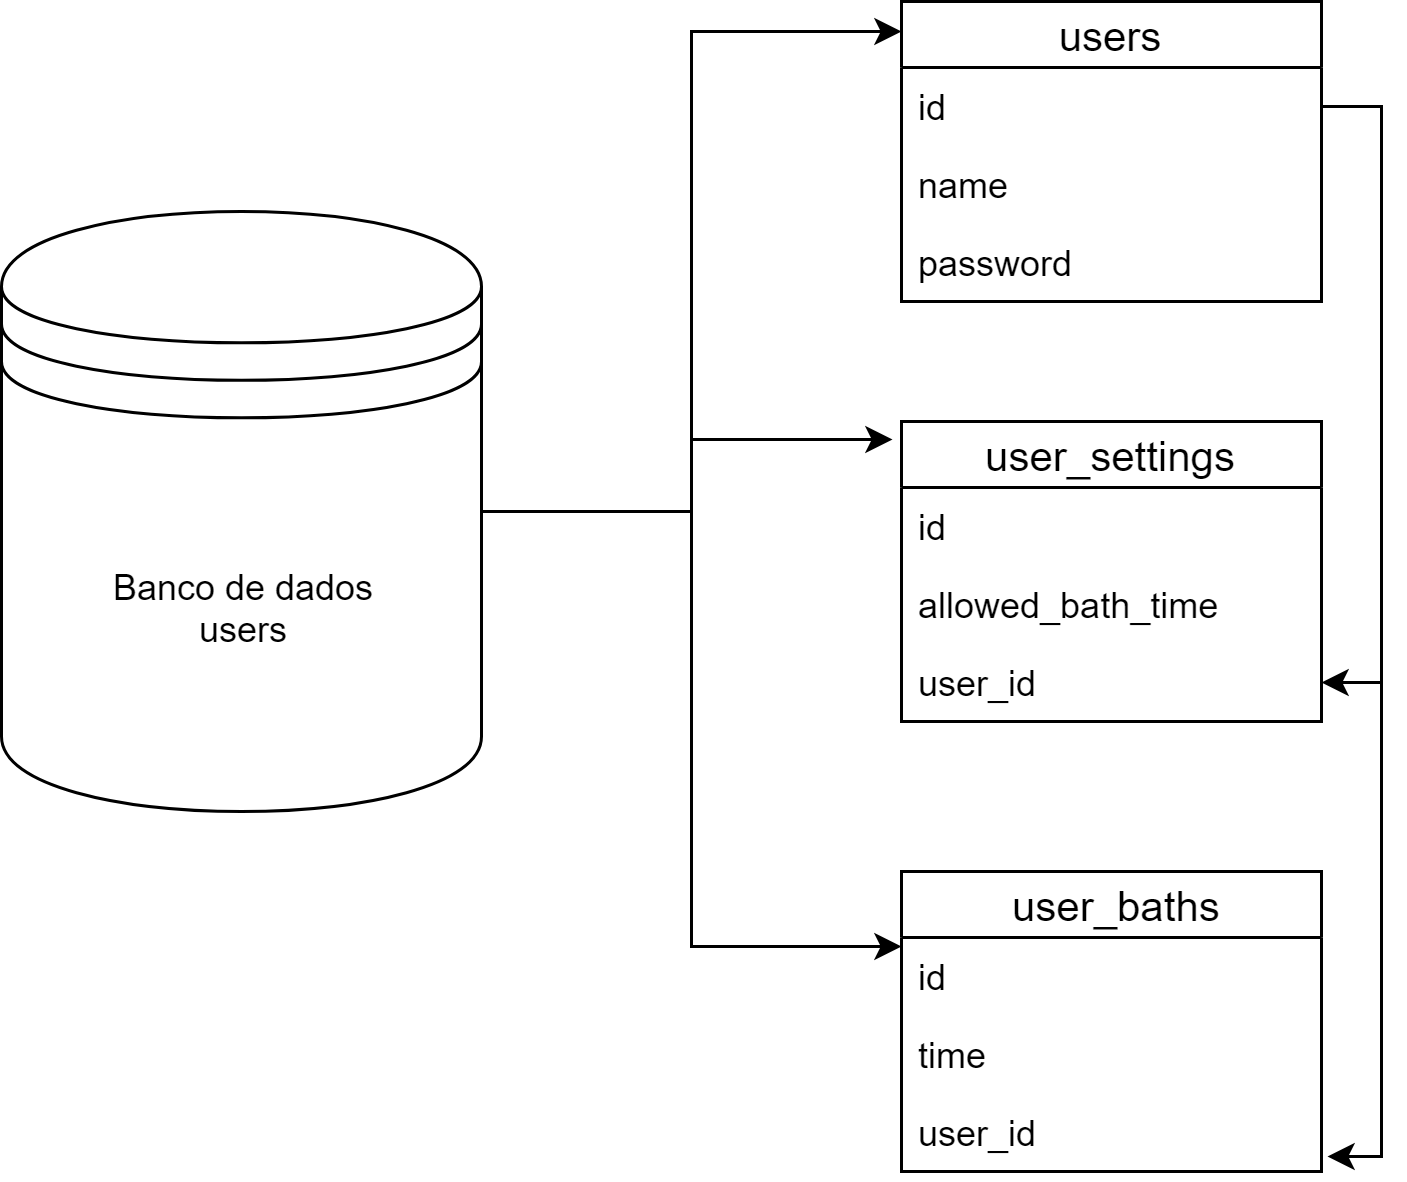 Banco de dados
users
users
id
name
password
user_settings
id
allowed_bath_time
user_id
user_baths
id
time
user_id